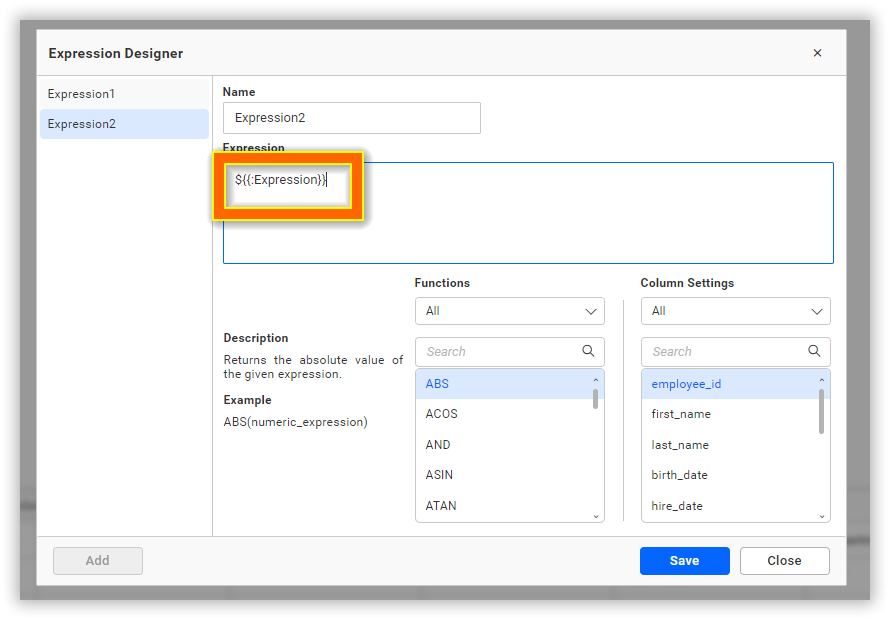 Expression Designer
Expression1
Expression2
Name
Expression2
Expression
${{:Expression}}
Functions
All
Search
ABS
ACOS
AND
ASIN
ATAN
Column Settings
All
Search
employee_id
first_name
last_name
birth_date
hire_date
Description
Returns the absolute value of
the given expression.
Example
ABS(numeric_expression)
Add
Save
Close